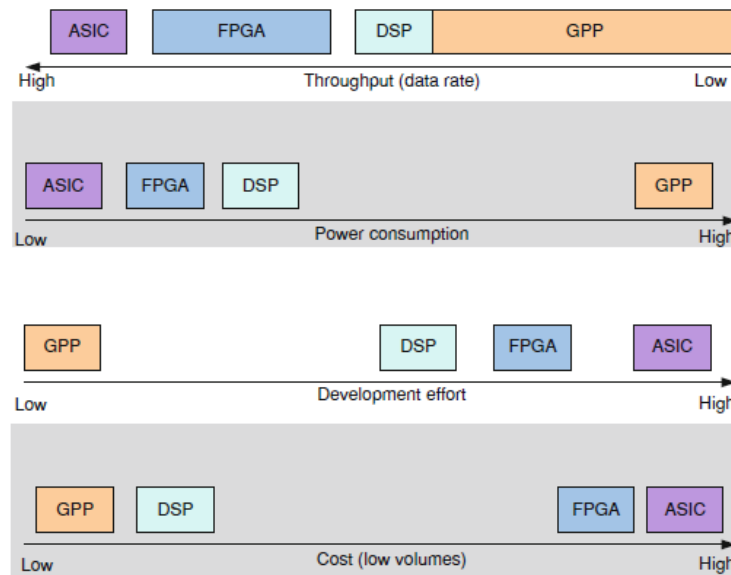 ASIC FPGA DSP GPP
High Throughput (data rate) Low
ASIC FPGA DSP GPP
Low Power consumption High
GPP DSP FPGA ASIC
Low Development effort High
GPP DSP FPGA ASIC
Low Cost (low volumes) High